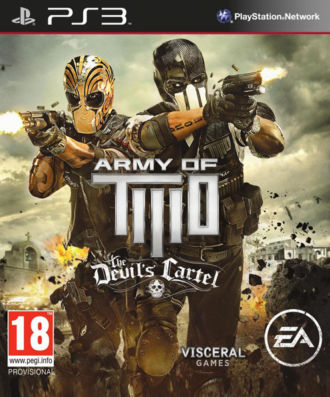 PS3
PlayStation®Network
ARMY OF
TWO
The
Devil's Cartel
18
www.pegi.info
PROVISIONAL
VISCERAL
GAMES
EA